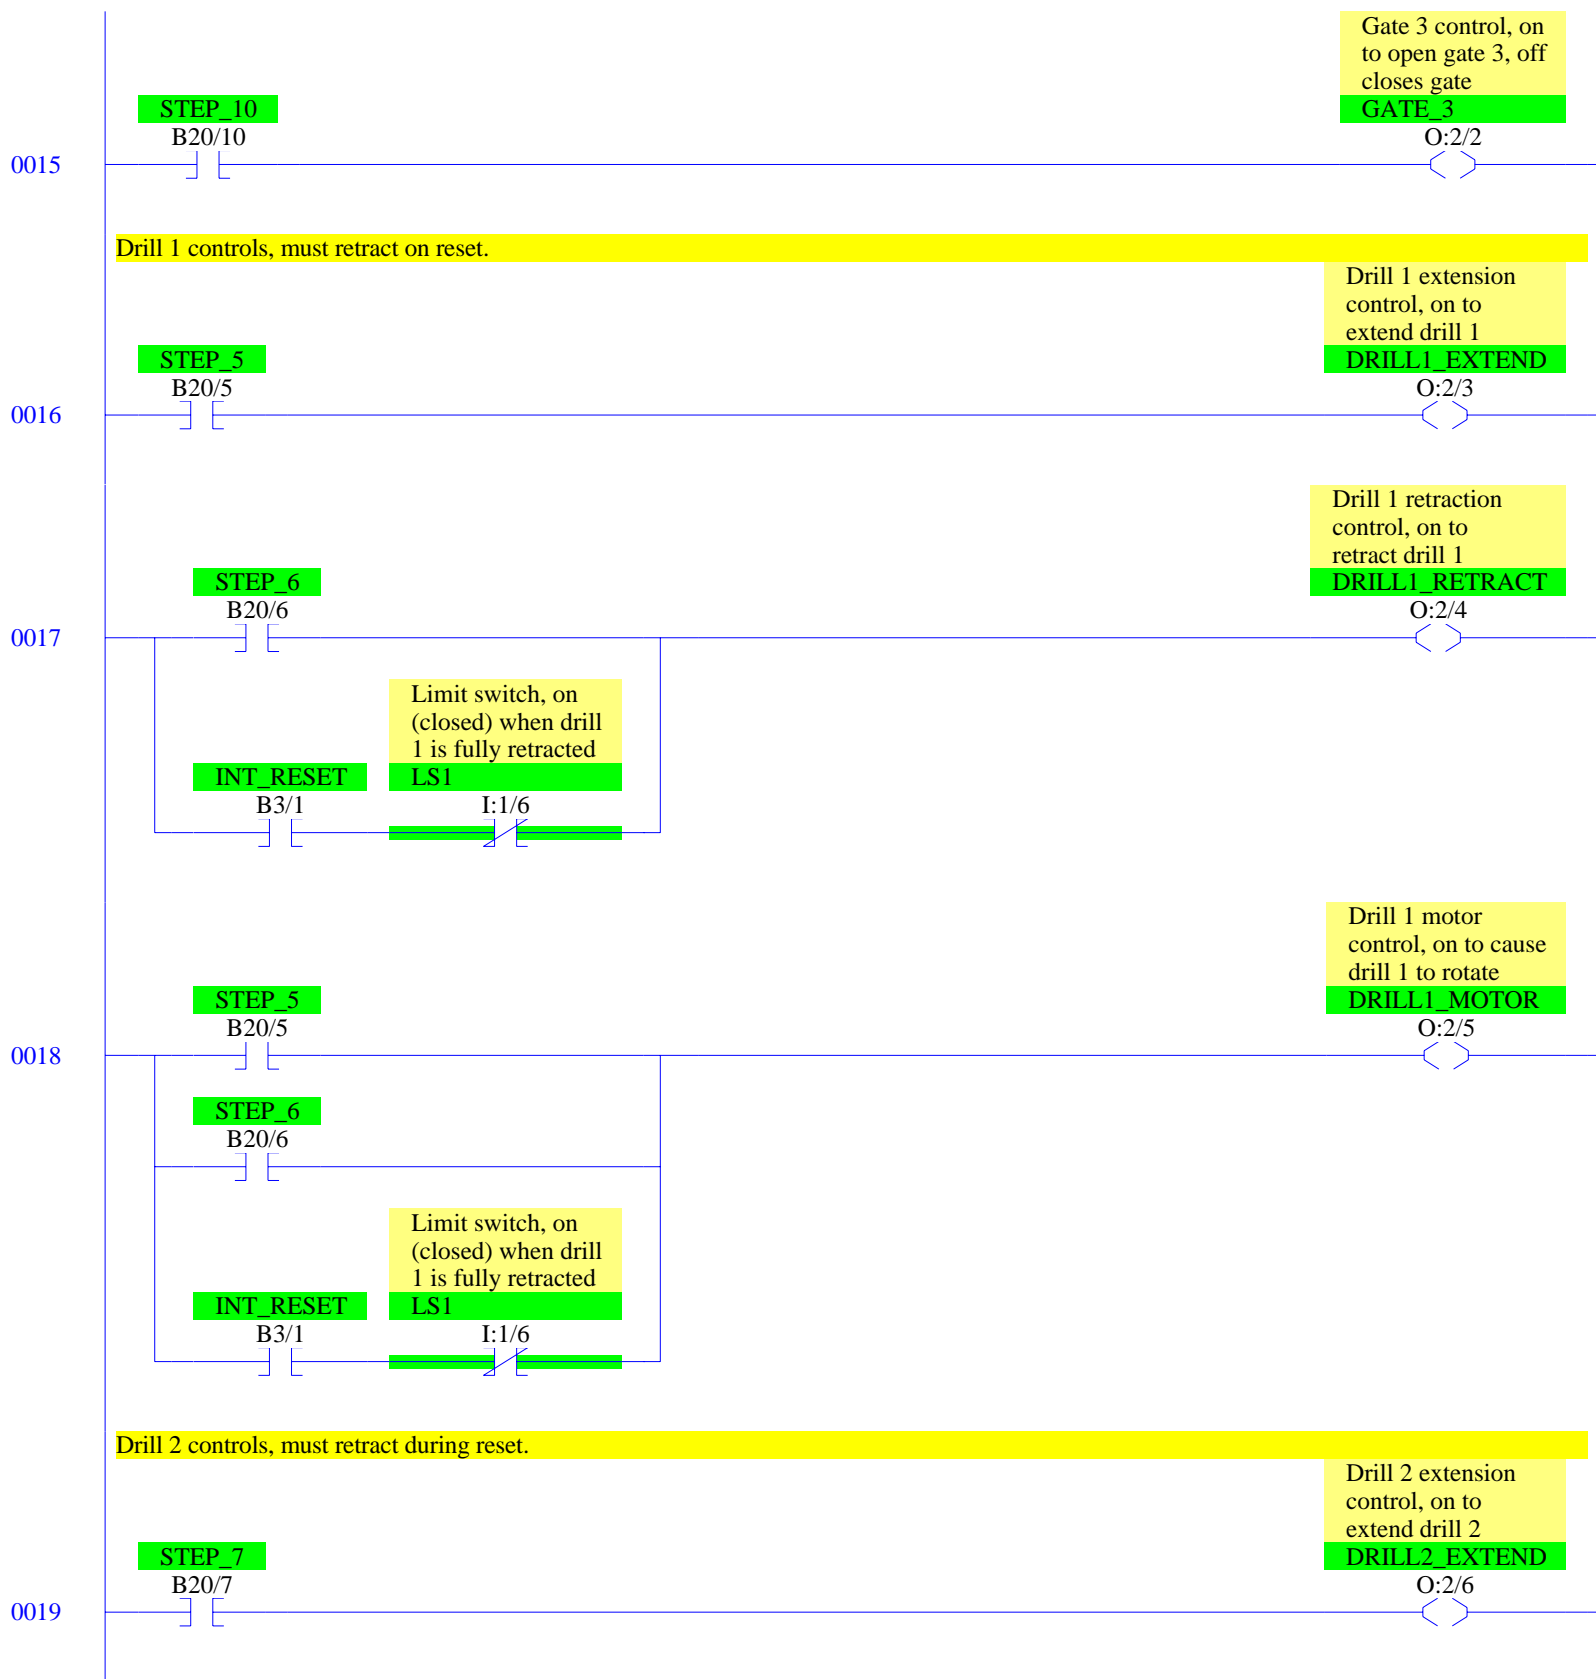 Gate 3 control, on
to open gate 3, off
closes gate
STEP_10
GATE_3
B20/10
O:2/2
0015
Drill 1 controls, must retract on reset.
Drill 1 extension
control, on to
extend drill 1
STEP_5
DRILL1_EXTEND
B20/5
O:2/3
0016
Drill 1 retraction
control, on to
retract drill 1
STEP_6
DRILL1_RETRACT
B20/6
O:2/4
0017
Limit switch, on
(closed) when drill
1 is fully retracted
INT_RESET
LS1
B3/1
I:1/6
Drill 1 motor
control, on to cause
drill 1 to rotate
STEP_5
DRILL1_MOTOR
B20/5
O:2/5
0018
STEP_6
B20/6
Limit switch, on
(closed) when drill
1 is fully retracted
INT_RESET
LS1
B3/1
I:1/6
Drill 2 controls, must retract during reset.
Drill 2 extension
control, on to
extend drill 2
STEP_7
DRILL2_EXTEND
B20/7
O:2/6
0019